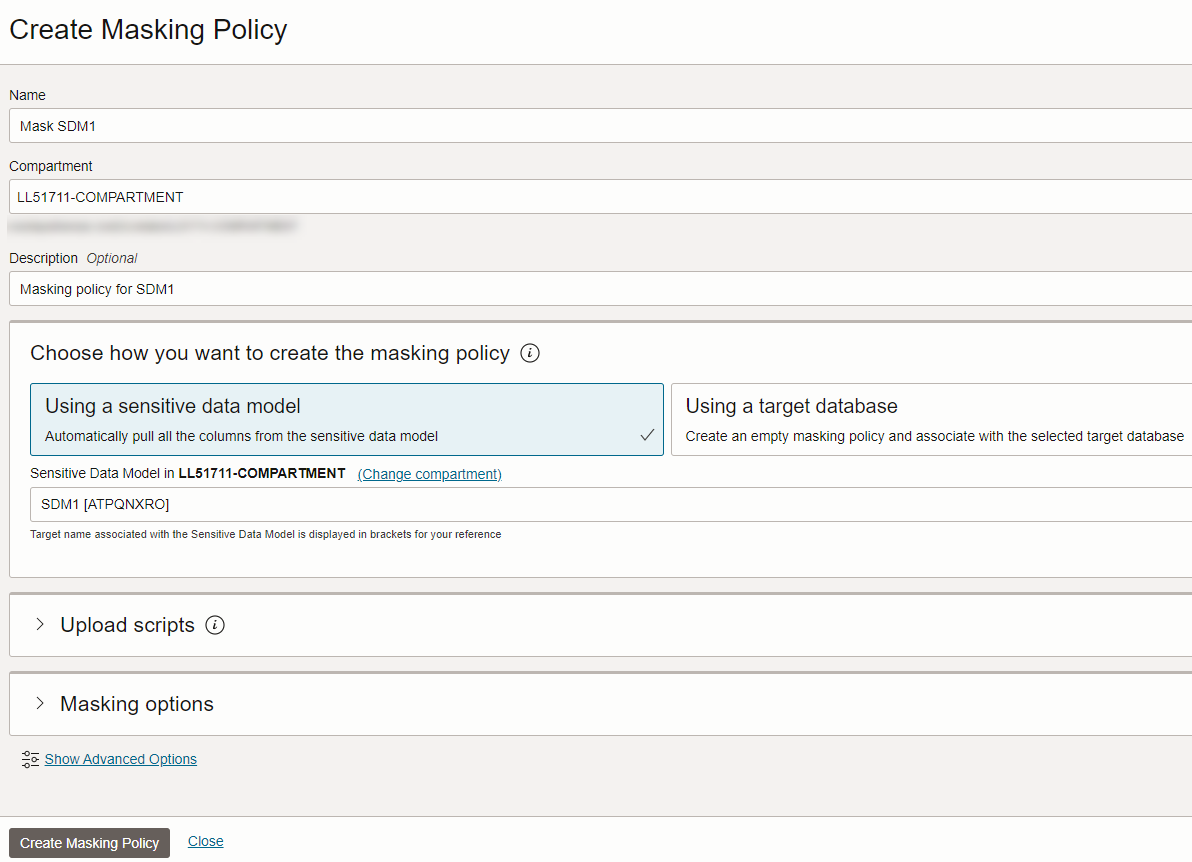 Create Masking Policy
Name
Mask SDM1
Compartment
LL51711-COMPARTMENT
Description Optional
Masking policy for SDM1
Choose how you want to create the masking policy
Using a sensitive data model
Automatically pull all the columns from the sensitive data model
Using a target database
Create an empty masking policy and associate with the selected target database
Sensitive Data Model in LL51711-COMPARTMENT (Change compartment)
SDM1 [ATPQNXRO]
Target name associated with the Sensitive Data Model is displayed in brackets for your reference
Upload scripts
Masking options
Show Advanced Options
Create Masking Policy Close